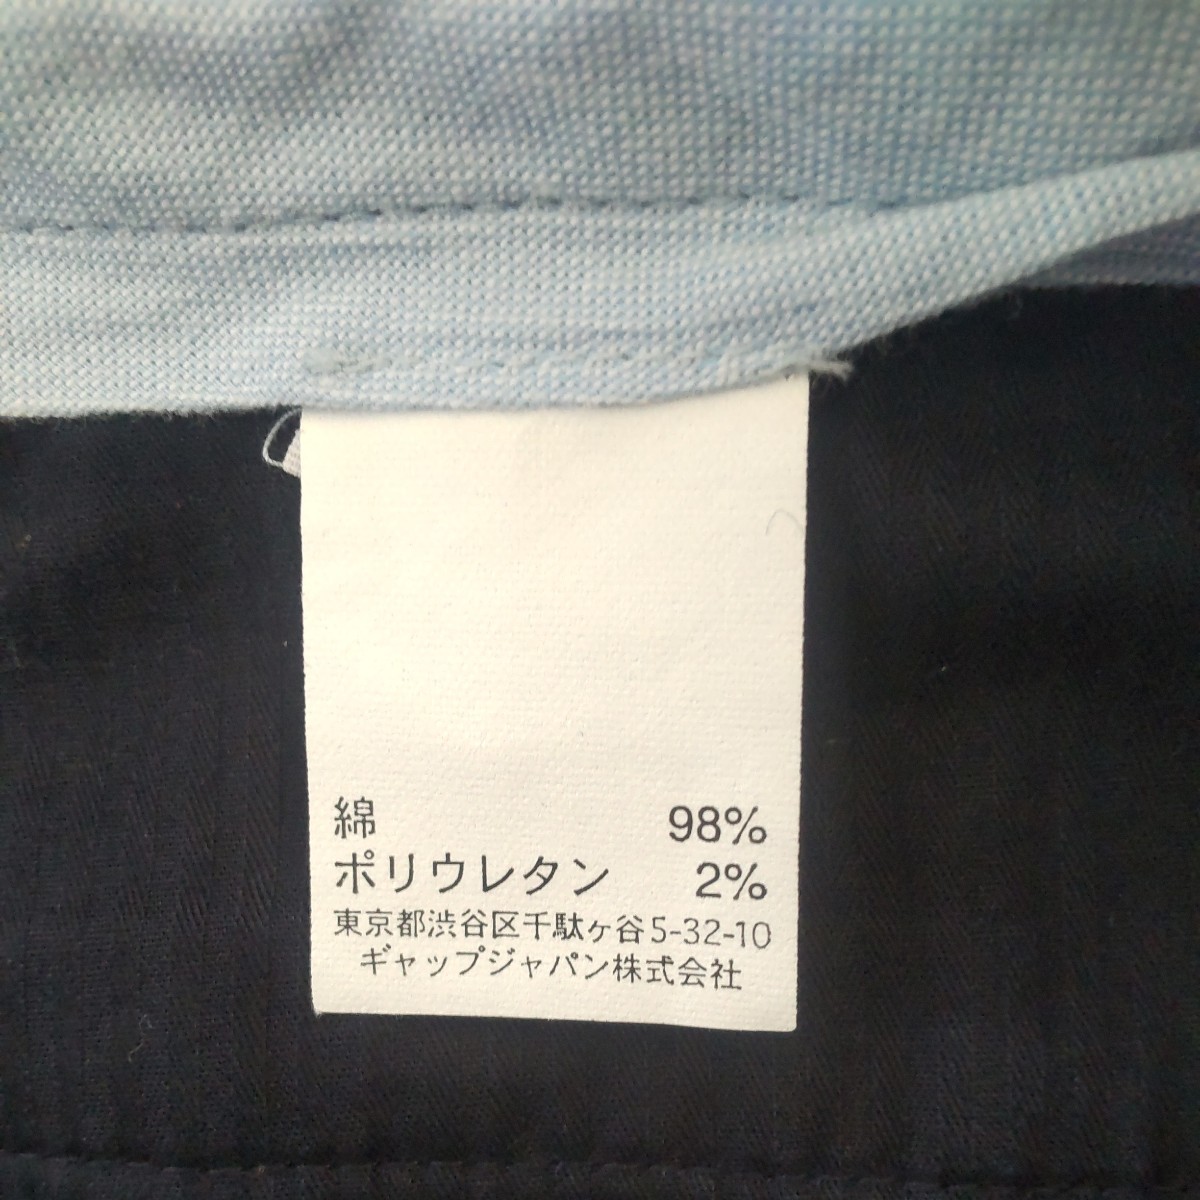 綿 98%
ポリウレタン 2%
東京都渋谷区千駄ヶ谷5-32-10
ギャップジャパン株式会社